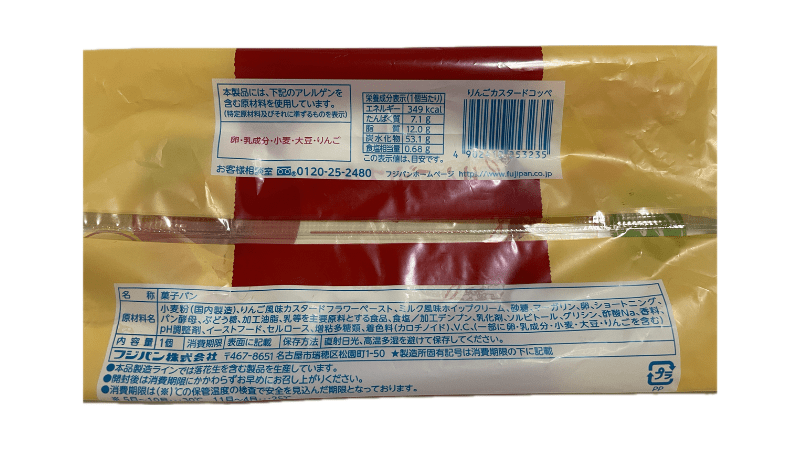 本製品には、下記のアレルゲンを
含む原材料を使用しています。
(特定原材料及びそれに準ずるものを表示)
卵・乳成分・小麦・大豆・りんご
栄養成分表示(1個当たり)
エネルギー 349 kcal
たんぱく質 7.1 g
脂質 12.0 g
炭水化物 53.1 g
食塩相当量 0.68 g
この表示値は、目安です。
りんごカスタードコッペ
4 902 353235
お客様相談室 0120-25-2480 フジパンホームページ https://www.fujipan.co.jp
名称 菓子パン
原材料名 小麦粉(国内製造)、りんご風味カスタードフラワーペースト、ミルク風味ホイップクリーム、砂糖、マーガリン、卵、ショートニング、
パン酵母、ぶどう糖、加工油脂、乳等を主要原料とする食品、食塩/加工デンプン、乳化剤、ソルビトール、グリシン、酢酸Na、香料、
pH調整剤、イーストフード、セルロース、増粘多糖類、着色料(カロチノイド)、V.C、(一部に卵・乳成分・小麦・大豆・りんごを含む)
内容量 1個 消費期限 表面に記載 保存方法 直射日光、高温多湿を避けて保存してください。
フジパン株式会社 〒467-8651 名古屋市瑞穂区松園町1-50 ★製造所固有記号は消費期限の下に記載
●本品製造ラインでは落花生を含む製品を生産しています。
●開封後は消費期限にかかわらずお早めにお召し上がりください。
●消費期限は(※)での保管温度の検査で安全を見込んだ期限となっております。
※5月~10月 30℃ 11月~4月 25℃
プラ
PP